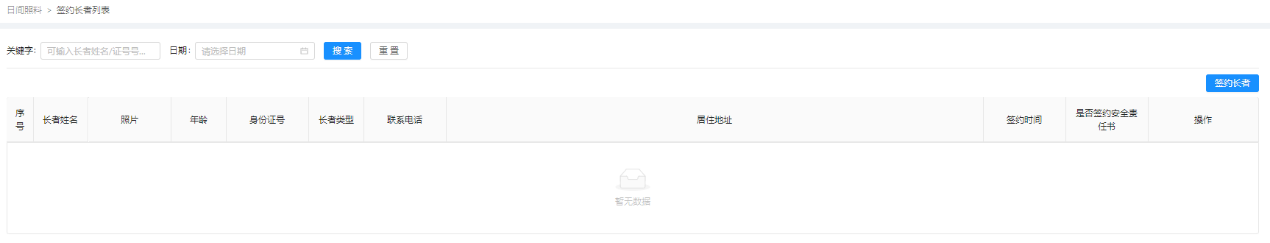 日间照料 > 签约长者列表
关键字: 可输入长者姓名/证号号... 日期: 请选择日期 搜 索 重 置
签约长者
序号 长者姓名 照片 年龄 身份证号 长者类型 联系电话 居住地址 签约时间 是否签约安全责任书 操作
暂无数据